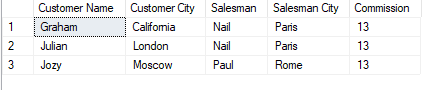 Customer Name Customer City Salesman Salesman City Commission
1 Graham California Nail Paris 13
2 Julian London Nail Paris 13
3 Jozy Moscow Paul Rome 13